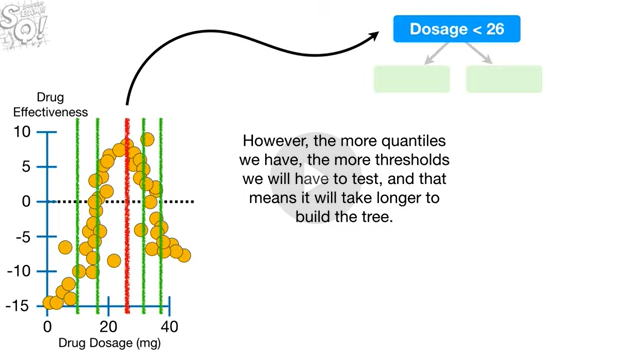 SQ!
Dosage < 26
Drug
Effectiveness
10
5
0
-5
-10
-15
0
20
40
Drug Dosage (mg)
However, the more quantiles
we have, the more thresholds
we will have to test, and that
means it will take longer to
build the tree.